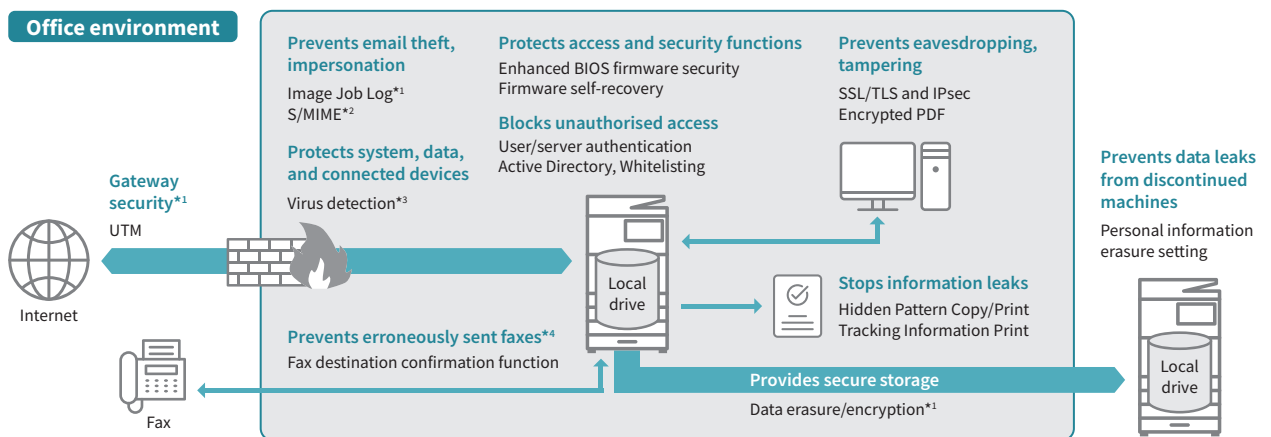 Office environment
Prevents email theft,
impersonation
Image Job Log*1
S/MIME*2
Protects system, data,
and connected devices
Virus detection*3
Protects access and security functions
Enhanced BIOS firmware security
Firmware self-recovery
Blocks unauthorised access
User/server authentication
Active Directory, Whitelisting
Prevents eavesdropping,
tampering
SSL/TLS and IPsec
Encrypted PDF
Prevents data leaks
from discontinued
machines
Personal information
erasure setting
Gateway
security*1
UTM
Internet
Local
drive
Stops information leaks
Hidden Pattern Copy/Print
Tracking Information Print
Prevents erroneously sent faxes*4
Fax destination confirmation function
Fax
Provides secure storage
Data erasure/encryption*1
Local
drive